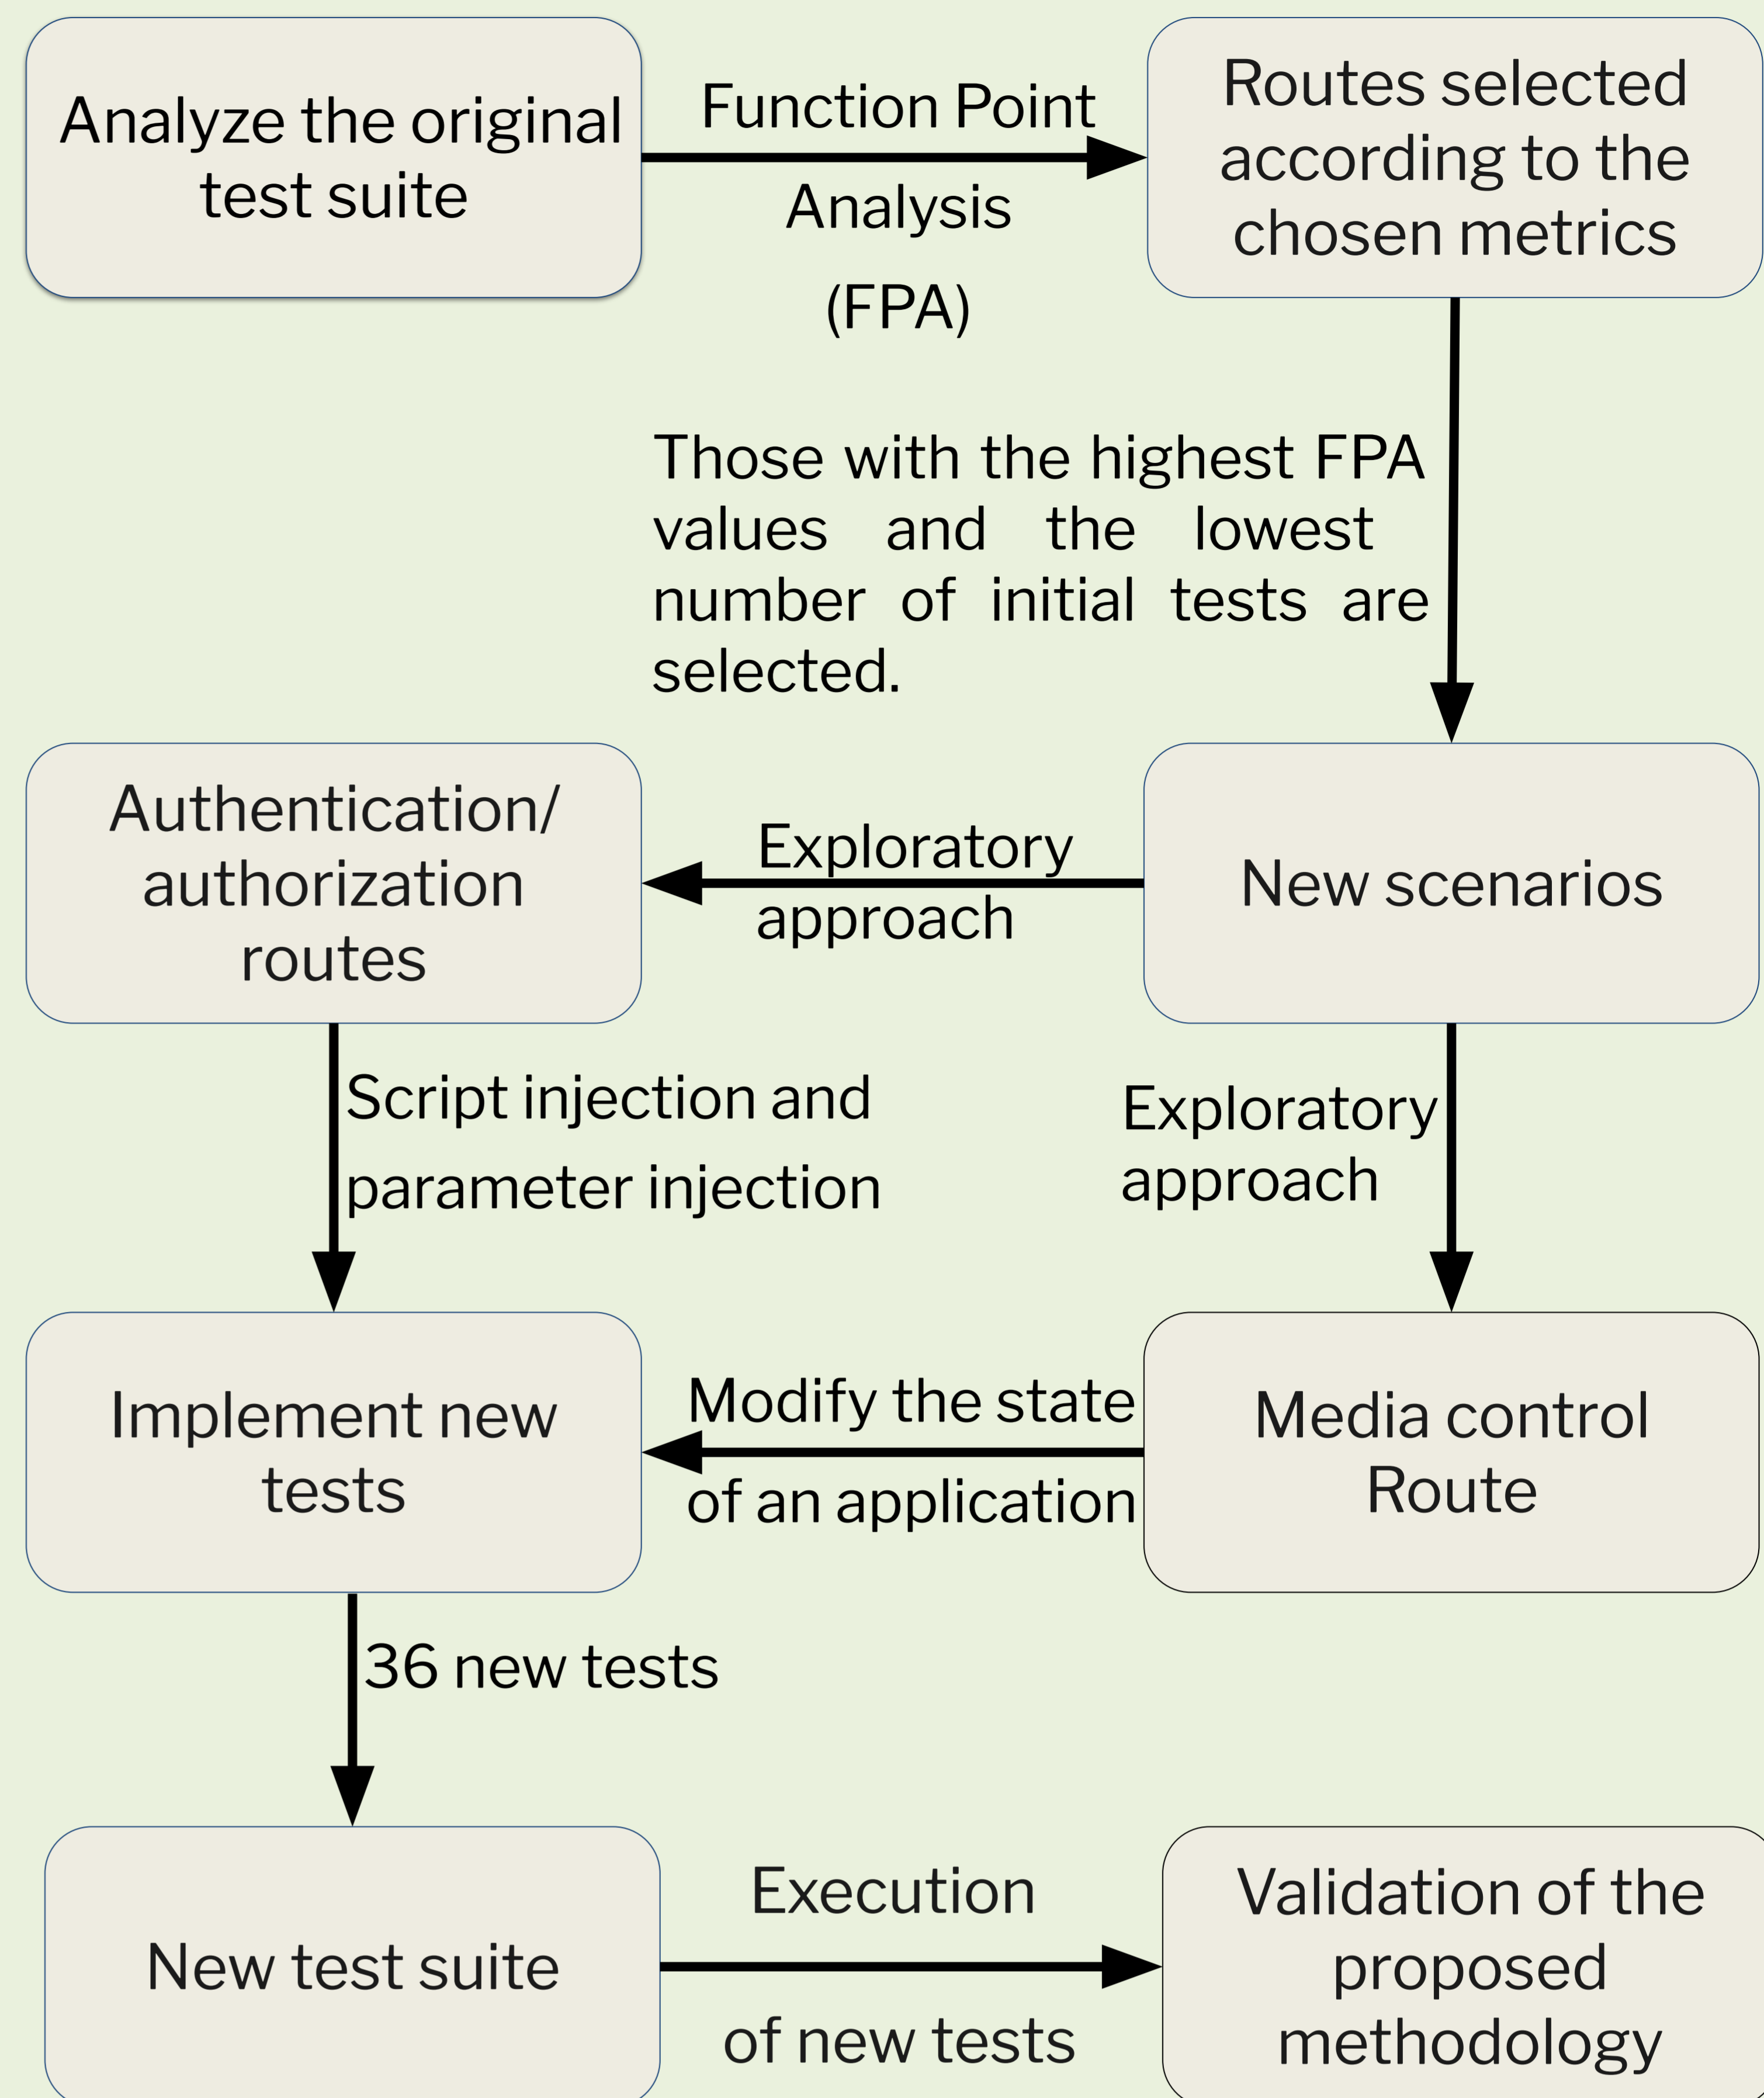 Analyze the original
test suite
Function Point
Analysis
(FPA)
Routes selected
according to the
chosen metrics
Those with the highest FPA
values and the lowest
number of initial tests are
selected.
Authentication/
authorization
routes
Exploratory
approach
New scenarios
Script injection and
parameter injection
Exploratory
approach
Implement new
tests
Modify the state
of an application
Media control
Route
36 new tests
New test suite
Execution
of new tests
Validation of the
proposed
methodology